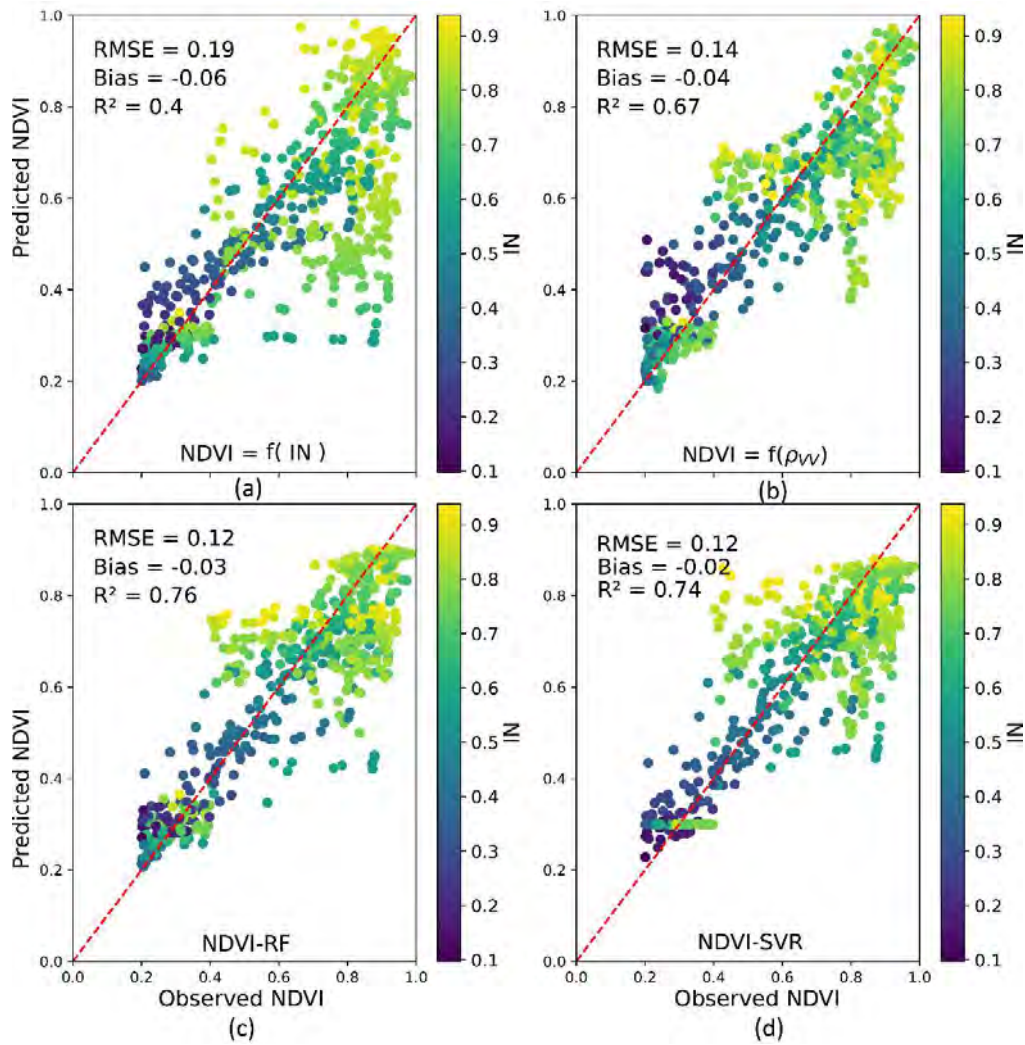 1.0
0.8
0.6
0.4
0.2
0.0
Predicted NDVI
RMSE = 0.19
Bias = -0.06
R² = 0.4
NDVI = f( IN )
(a)
0.9
0.8
0.7
0.6
0.5
0.4
0.3
0.2
0.1
IN
1.0
0.8
0.6
0.4
0.2
0.0
RMSE = 0.14
Bias = -0.04
R² = 0.67
NDVI = f(ρVV)
(b)
0.9
0.8
0.7
0.6
0.5
0.4
0.3
0.2
0.1
IN
1.0
0.8
0.6
0.4
0.2
0.0
Predicted NDVI
RMSE = 0.12
Bias = -0.03
R² = 0.76
NDVI-RF
0.0 0.2 0.4 0.6 0.8 1.0
Observed NDVI
(c)
0.9
0.8
0.7
0.6
0.5
0.4
0.3
0.2
0.1
IN
1.0
0.8
0.6
0.4
0.2
0.0
RMSE = 0.12
Bias = -0.02
R² = 0.74
NDVI-SVR
0.0 0.2 0.4 0.6 0.8 1.0
Observed NDVI
(d)
0.9
0.8
0.7
0.6
0.5
0.4
0.3
0.2
0.1
IN